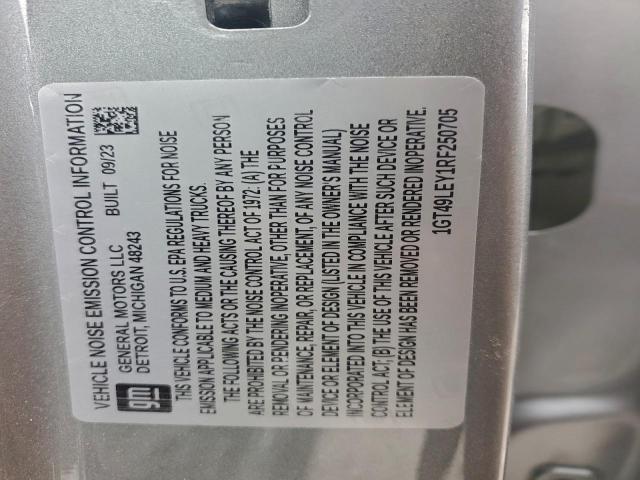 VEHICLE NOISE EMISSION CONTROL INFORMATION
gm
GENERAL MOTORS LLC
DETROIT, MICHIGAN 48243 BUILT 09/23
THIS VEHICLE CONFORMS TO U.S. EPA REGULATIONS FOR NOISE
EMISSION APPLICABLE TO MEDIUM AND HEAVY TRUCKS.
THE FOLLOWING ACTS OR THE CAUSING THEREOF BY ANY PERSON
ARE PROHIBITED BY THE NOISE CONTROL ACT OF 1972: (A) THE
REMOVAL OR RENDERING INOPERATIVE, OTHER THAN FOR PURPOSES
OF MAINTENANCE, REPAIR, OR REPLACEMENT, OF ANY NOISE CONTROL
DEVICE OR ELEMENT OF DESIGN (LISTED IN THE OWNER'S MANUAL)
INCORPORATED INTO THIS VEHICLE IN COMPLIANCE WITH THE NOISE
CONTROL ACT; (B) THE USE OF THIS VEHICLE AFTER SUCH DEVICE OR
ELEMENT OF DESIGN HAS BEEN REMOVED OR RENDERED INOPERATIVE.
1GT49LEY1RF250705